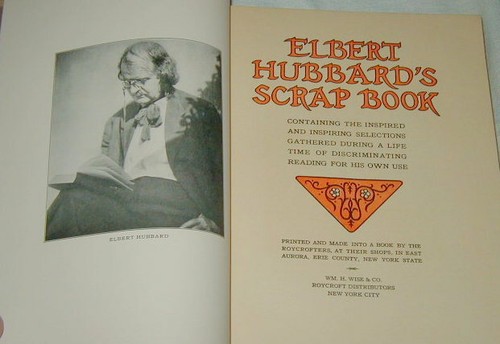 ELBERT HUBBARD
ELBERT
HUBBARD'S
SCRAP BOOK
CONTAINING THE INSPIRED
AND INSPIRING SELECTIONS
GATHERED DURING A LIFE
TIME OF DISCRIMINATING
READING FOR HIS OWN USE
PRINTED AND MADE INTO A BOOK BY THE
ROYCROFTERS, AT THEIR SHOPS, IN EAST
AURORA, ERIE COUNTY, NEW YORK STATE
WM. H. WISE & CO.
ROYCROFT DISTRIBUTORS
NEW YORK CITY